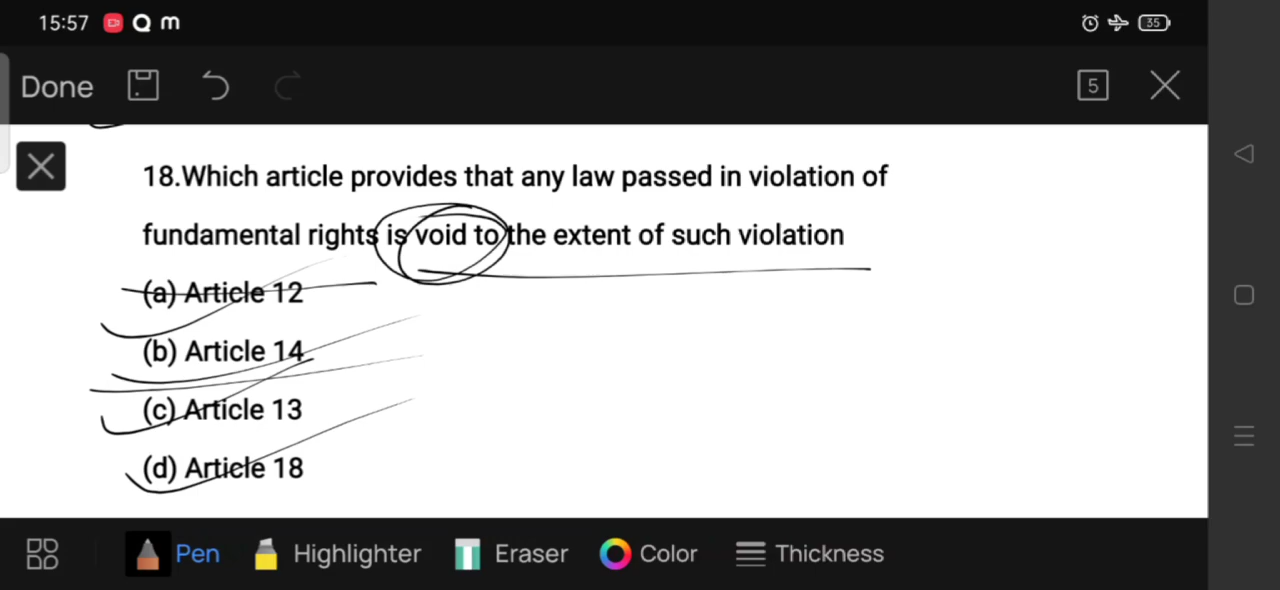 15:57 Q m 35
Done 5
18.Which article provides that any law passed in violation of
fundamental rights is void to the extent of such violation
(a) Article 12
(b) Article 14
(c) Article 13
(d) Article 18
Pen Highlighter Eraser Color Thickness